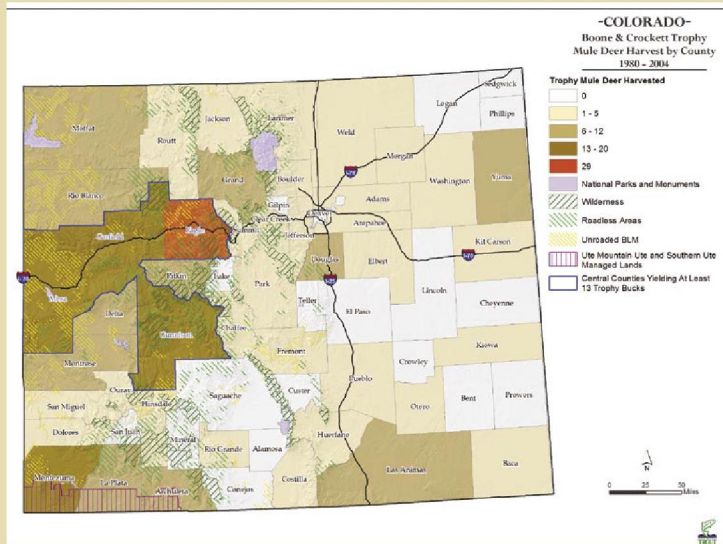 -COLORADO-
Boone & Crockett Trophy
Mule Deer Harvest by County
1980 - 2004
Trophy Mule Deer Harvested
0
1 - 5
6 - 12
13 - 20
29
National Parks and Monuments
Wilderness
Roadless Areas
Unroaded BLM
Ute Mountain Ute and Southern Ute
Managed Lands
Central Counties Yielding At Least
13 Trophy Bucks
Sedgwick
Logan
Phillips
Moffat
Routt
Jackson
Larimer
Weld
Morgan
Washington
Yuma
Rio Blanco
Grand
Boulder
Gilpin
Clear Creek
Denver
Adams
Arapahoe
Garfield
Eagle
Summit
Jefferson
Douglas
Elbert
Kit Carson
Pitkin
Lake
Park
Mesa
Teller
El Paso
Lincoln
Cheyenne
Delta
Gunnison
Chaffee
Fremont
Kiowa
Montrose
Crowley
Pueblo
Ouray
Saguache
Custer
Bent
Prowers
San Miguel
Hinsdale
Otero
Dolores
San Juan
Mineral
Rio Grande
Alamosa
Huerfano
Montezuma
La Plata
Archuleta
Conejos
Costilla
Las Animas
Baca
N
0 25 50
Miles
TROUT